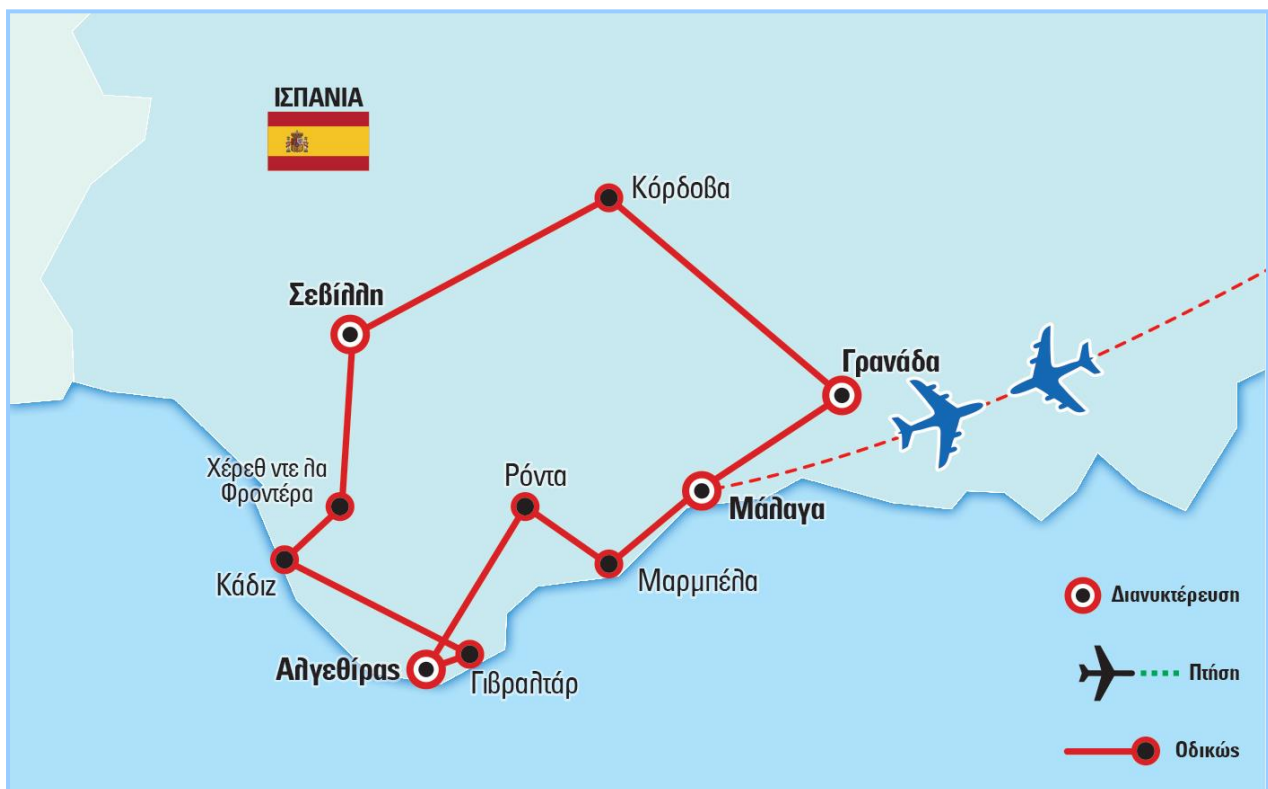 ΙΣΠΑΝΙΑ
Κόρδοβα
Σεβίλλη
Γρανάδα
Χέρεθ ντε λα
Φροντέρα
Ρόντα
Μάλαγα
Κάδιζ
Μαρμπέλα
Διανυκτέρευση
Αλγεθίρας
Γιβραλτάρ
Πτήση
Οδικώς